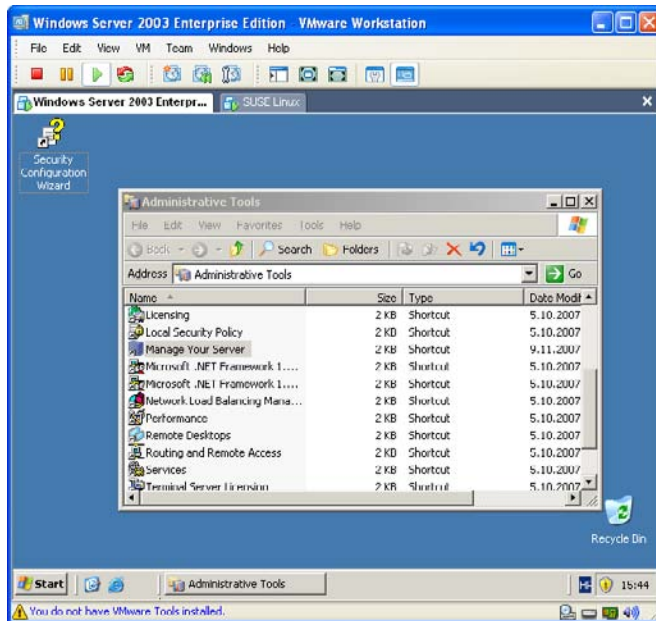 Windows Server 2003 Enterprise Edition - VMware Workstation
File Edit View VM Team Windows Help
Windows Server 2003 Enterpr... SUSE Linux
Security
Configuration
Wizard
Administrative Tools
File Edit View Favorites Tools Help
Back Search Folders
Address Administrative Tools Go
Name Size Type Date Modif
Licensing 2 KB Shortcut 5.10.2007
Local Security Policy 2 KB Shortcut 5.10.2007
Manage Your Server 2 KB Shortcut 9.11.2007
Microsoft .NET Framework 1.... 2 KB Shortcut 5.10.2007
Microsoft .NET Framework 1.... 2 KB Shortcut 5.10.2007
Network Load Balancing Mana... 2 KB Shortcut 5.10.2007
Performance 2 KB Shortcut 5.10.2007
Remote Desktops 2 KB Shortcut 5.10.2007
Routing and Remote Access 2 KB Shortcut 5.10.2007
Services 2 KB Shortcut 5.10.2007
Terminal Server Licensing 2 KB Shortcut 5.10.2007
Recycle Bin
Start Administrative Tools 15:44
You do not have VMware Tools installed.